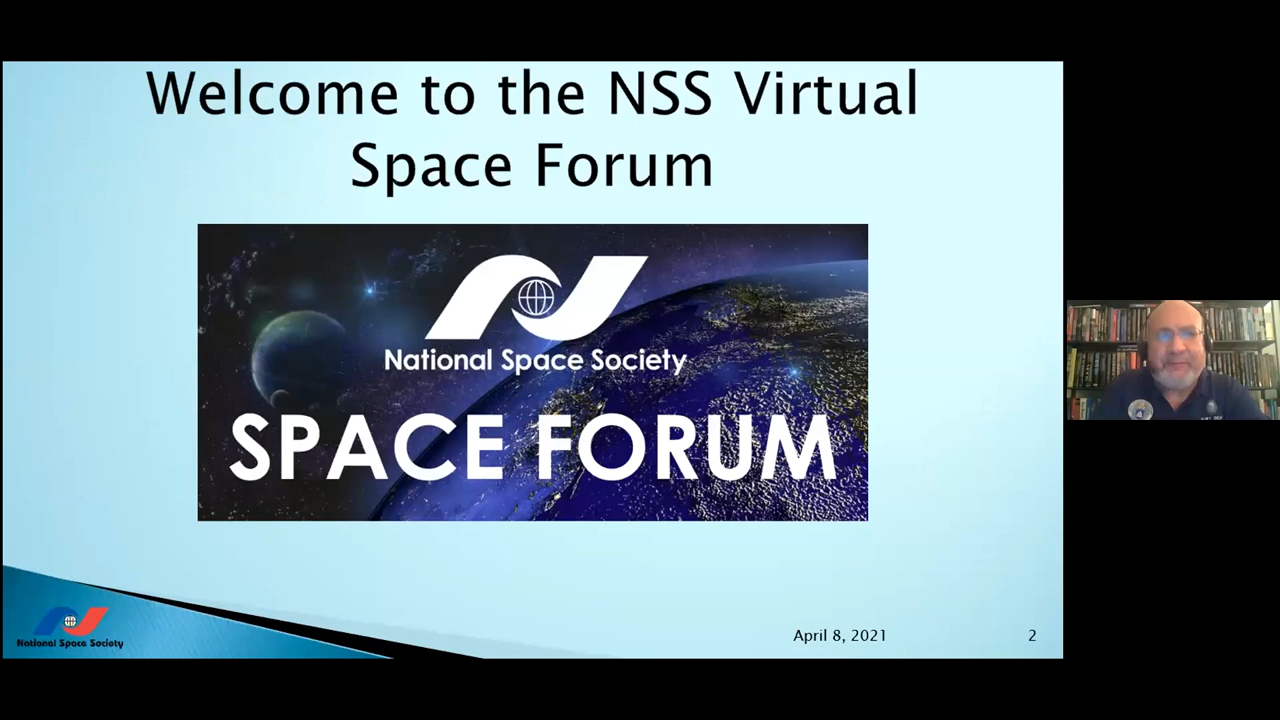 Welcome to the NSS Virtual
Space Forum
National Space Society
SPACE FORUM
National Space Society
April 8, 2021
2